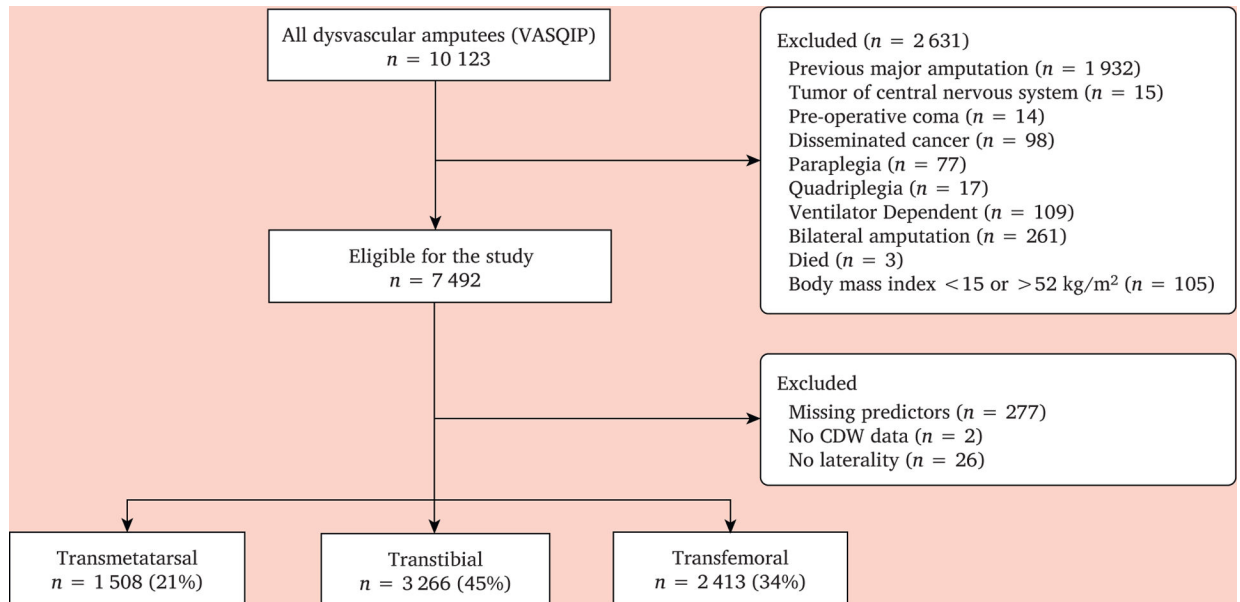 All dysvascular amputees (VASQIP)
n = 10 123
Excluded (n = 2 631)
Previous major amputation (n = 1 932)
Tumor of central nervous system (n = 15)
Pre-operative coma (n = 14)
Disseminated cancer (n = 98)
Paraplegia (n = 77)
Quadriplegia (n = 17)
Ventilator Dependent (n = 109)
Bilateral amputation (n = 261)
Died (n = 3)
Body mass index <15 or >52 kg/m² (n = 105)
Eligible for the study
n = 7 492
Excluded
Missing predictors (n = 277)
No CDW data (n = 2)
No laterality (n = 26)
Transmetatarsal
n = 1 508 (21%)
Transtibial
n = 3 266 (45%)
Transfemoral
n = 2 413 (34%)